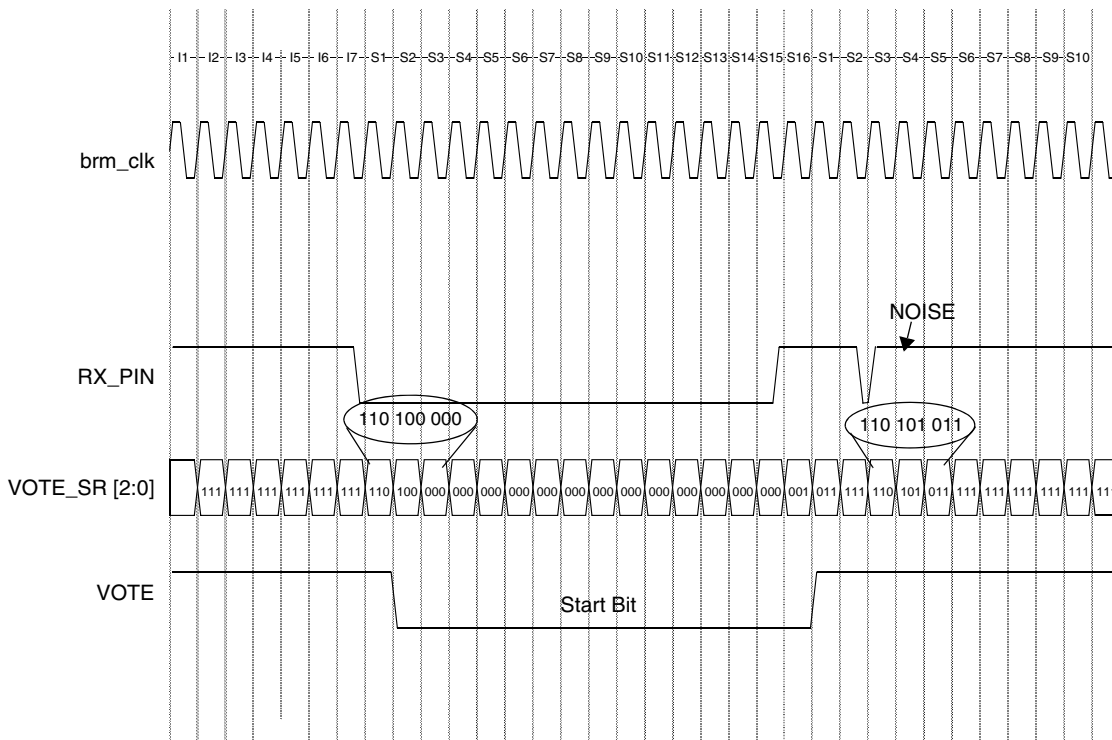 I1 I2 I3 I4 I5 I6 I7 S1 S2 S3 S4 S5 S6 S7 S8 S9 S10 S11 S12 S13 S14 S15 S16 S1 S2 S3 S4 S5 S6 S7 S8 S9 S10
brm_clk
NOISE
RX_PIN
110 100 000
110 101 011
VOTE_SR [2:0]
111 111 111 111 111 111 110 100 000 000 000 000 000 000 000 000 000 000 000 000 000 001 011 111 110 101 011 111 111 111 111 111 11
VOTE
Start Bit